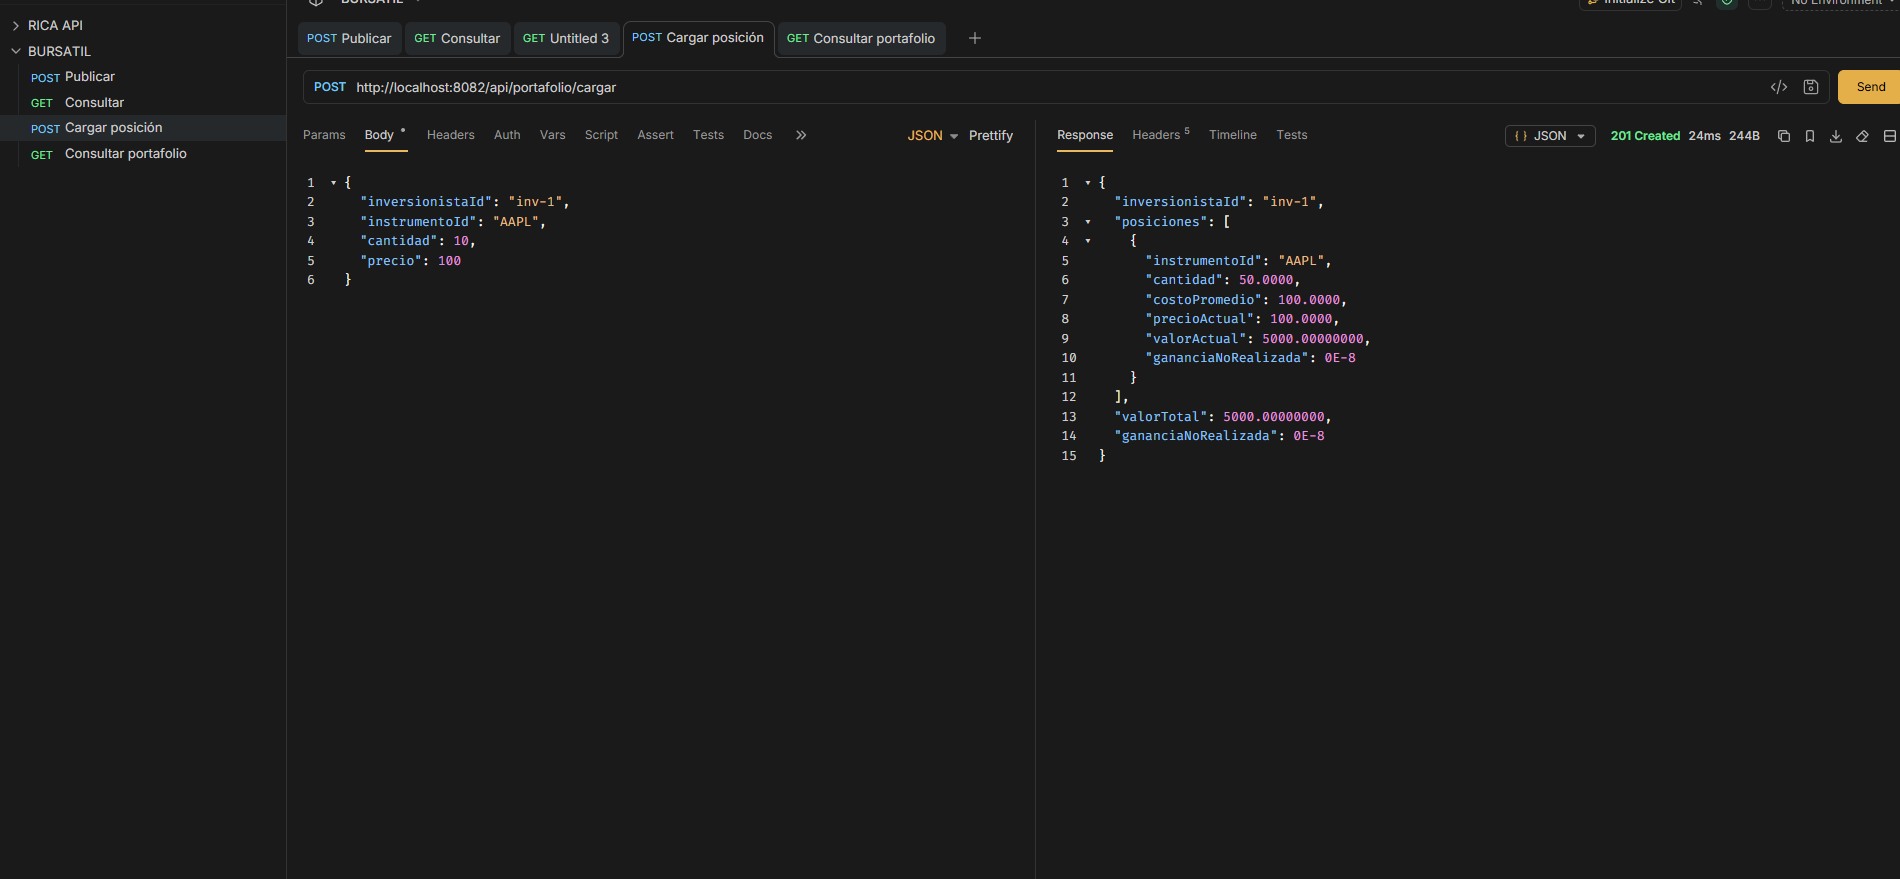 BURSATIL
Initialize Git
No Environment
RICA API
BURSATIL
POST Publicar
GET Consultar
POST Cargar posición
GET Consultar portafolio
POST Publicar
GET Consultar
GET Untitled 3
POST Cargar posición
GET Consultar portafolio
POST http://localhost:8082/api/portafolio/cargar
Send
Params Body Headers Auth Vars Script Assert Tests Docs
JSON Prettify
1 {
2 "inversionistaId": "inv-1",
3 "instrumentoId": "AAPL",
4 "cantidad": 10,
5 "precio": 100
6 }
Response Headers 5 Timeline Tests
{ } JSON
201 Created 24ms 244B
1 {
2 "inversionistaId": "inv-1",
3 "posiciones": [
4 {
5 "instrumentoId": "AAPL",
6 "cantidad": 50.0000,
7 "costoPromedio": 100.0000,
8 "precioActual": 100.0000,
9 "valorActual": 5000.00000000,
10 "gananciaNoRealizada": 0E-8
11 }
12 ],
13 "valorTotal": 5000.00000000,
14 "gananciaNoRealizada": 0E-8
15 }